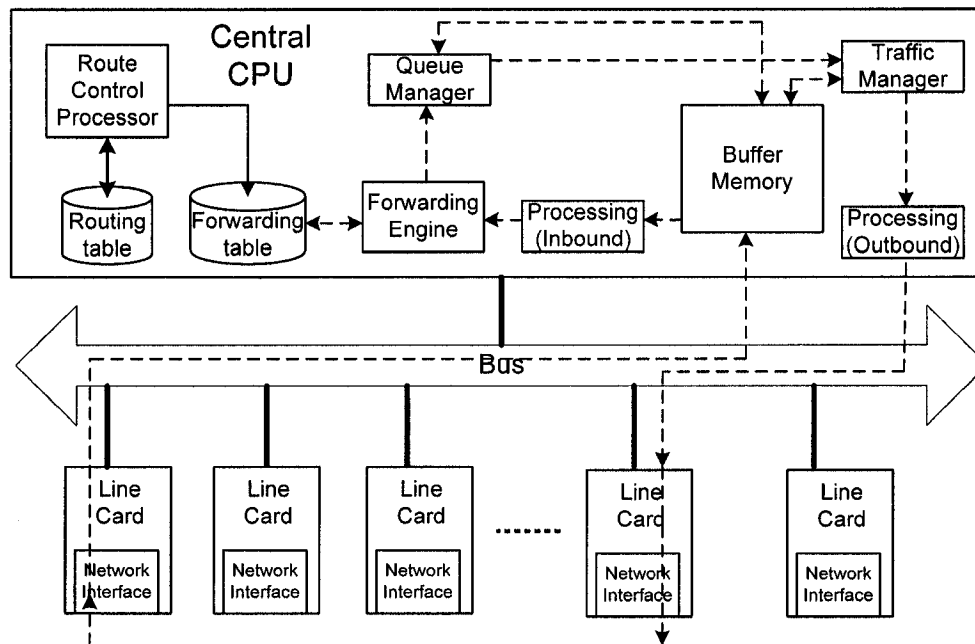 Central
CPU
Route
Control
Processor
Queue
Manager
Traffic
Manager
Buffer
Memory
Routing
table
Forwarding
table
Forwarding
Engine
Processing
(Inbound)
Processing
(Outbound)
Bus
Line
Card
Network
Interface
Line
Card
Network
Interface
Line
Card
Network
Interface
Line
Card
Network
Interface
Line
Card
Network
Interface